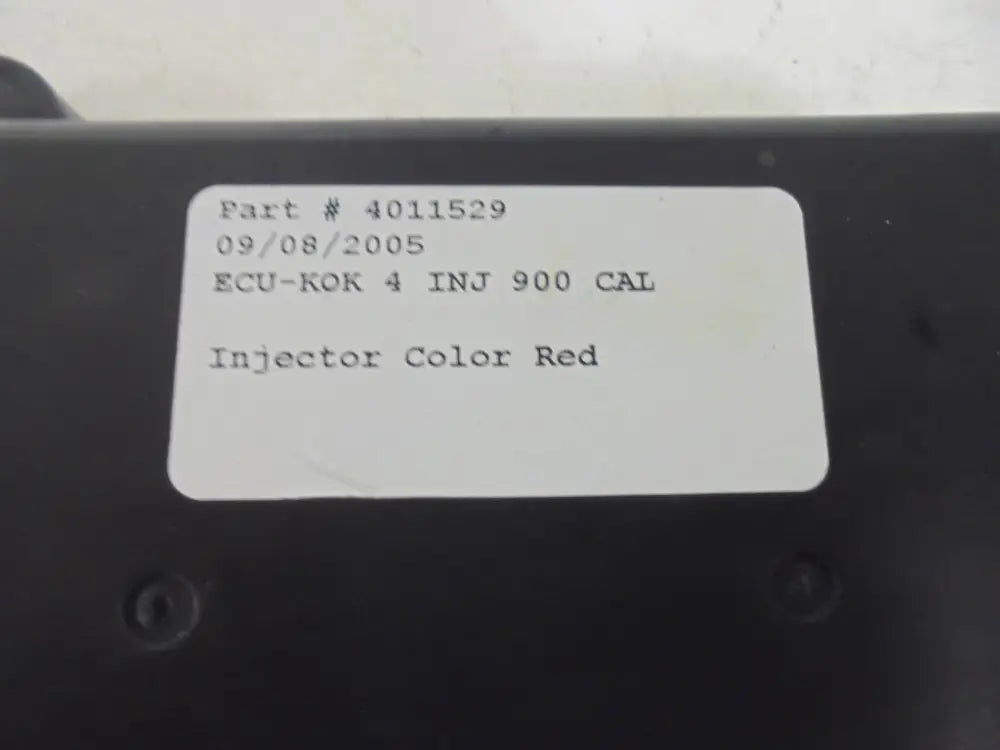 Part # 4011529
09/08/2005
ECU-KOK 4 INJ 900 CAL
Injector Color Red